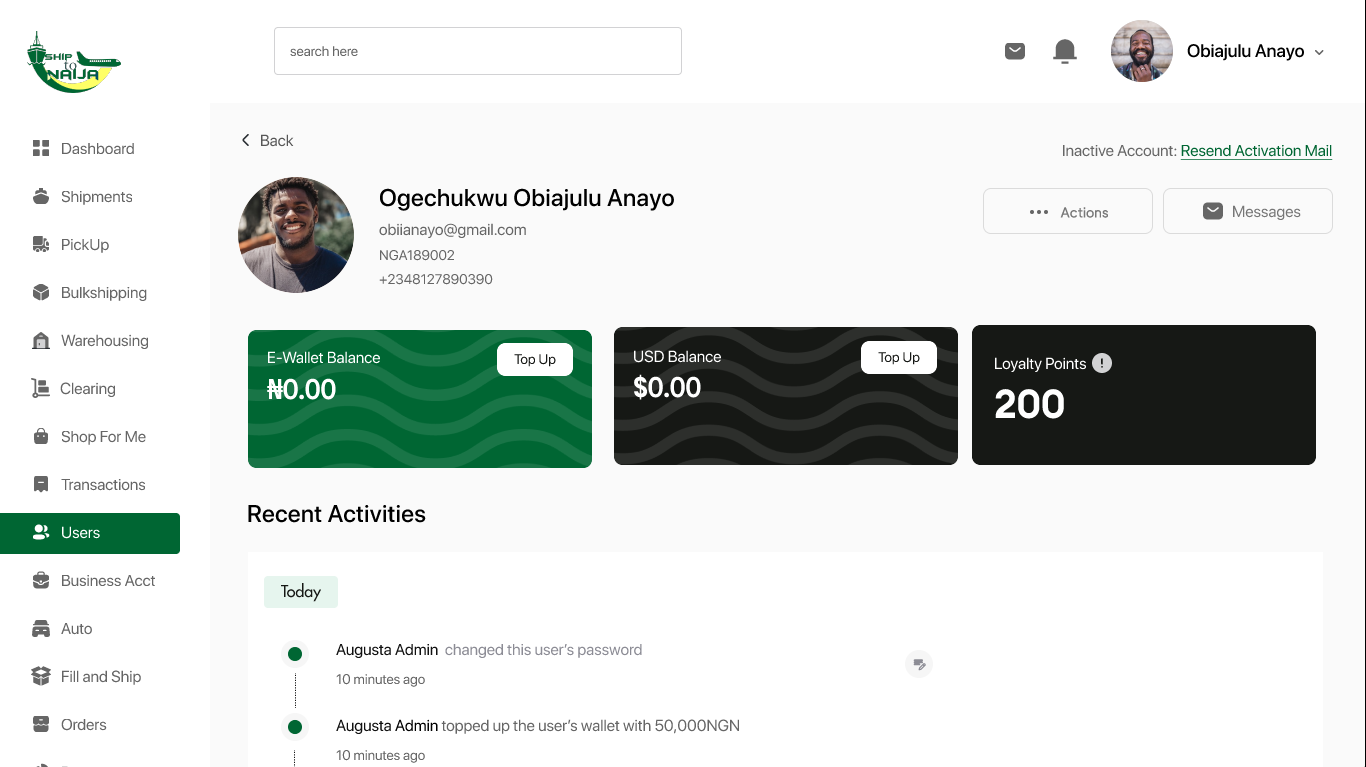 SHIP
to
NAIJA
search here
Obiajulu Anayo
Dashboard
Shipments
PickUp
Bulkshipping
Warehousing
Clearing
Shop For Me
Transactions
Users
Business Acct
Auto
Fill and Ship
Orders
Back
Inactive Account: Resend Activation Mail
Ogechukwu Obiajulu Anayo
obiianayo@gmail.com
NGA189002
+2348127890390
Actions
Messages
E-Wallet Balance
Top Up
₦0.00
USD Balance
Top Up
$0.00
Loyalty Points
200
Recent Activities
Today
Augusta Admin changed this user's password
10 minutes ago
Augusta Admin topped up the user's wallet with 50,000NGN
10 minutes ago